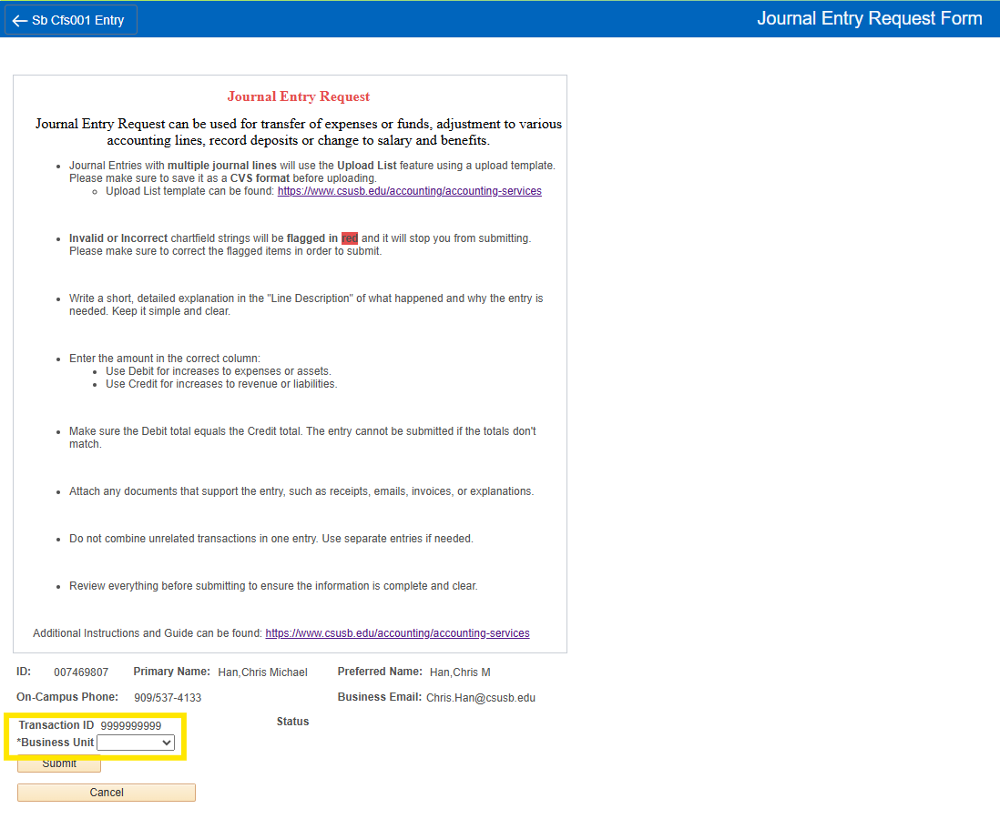 Sb Cfs001 Entry
Journal Entry Request Form
Journal Entry Request
Journal Entry Request can be used for transfer of expenses or funds, adjustment to various
accounting lines, record deposits or change to salary and benefits.
Journal Entries with multiple journal lines will use the Upload List feature using a upload template.
Please make sure to save it as a CVS format before uploading.
Upload List template can be found: https://www.csusb.edu/accounting/accounting-services
Invalid or Incorrect chartfield strings will be flagged in red and it will stop you from submitting.
Please make sure to correct the flagged items in order to submit.
Write a short, detailed explanation in the "Line Description" of what happened and why the entry is
needed. Keep it simple and clear.
Enter the amount in the correct column:
Use Debit for increases to expenses or assets.
Use Credit for increases to revenue or liabilities.
Make sure the Debit total equals the Credit total. The entry cannot be submitted if the totals don't
match.
Attach any documents that support the entry, such as receipts, emails, invoices, or explanations.
Do not combine unrelated transactions in one entry. Use separate entries if needed.
Review everything before submitting to ensure the information is complete and clear.
Additional Instructions and Guide can be found: https://www.csusb.edu/accounting/accounting-services
ID: 007469807 Primary Name: Han,Chris Michael Preferred Name: Han,Chris M
On-Campus Phone: 909/537-4133 Business Email: Chris.Han@csusb.edu
Transaction ID 9999999999 Status
*Business Unit
Submit
Cancel